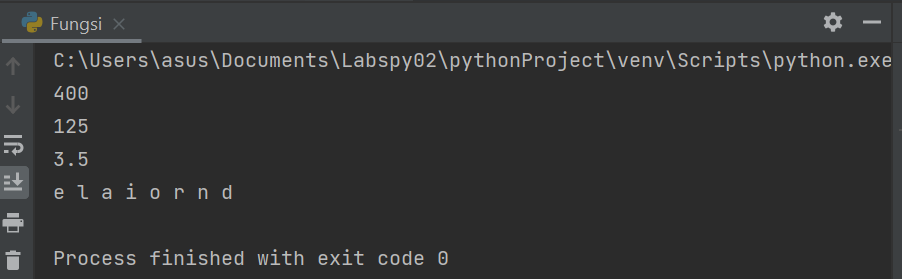 Fungsi
C:\Users\asus\Documents\Labspy02\pythonProject\venv\Scripts\python.exe
400
125
3.5
e l a i o r n d
Process finished with exit code 0